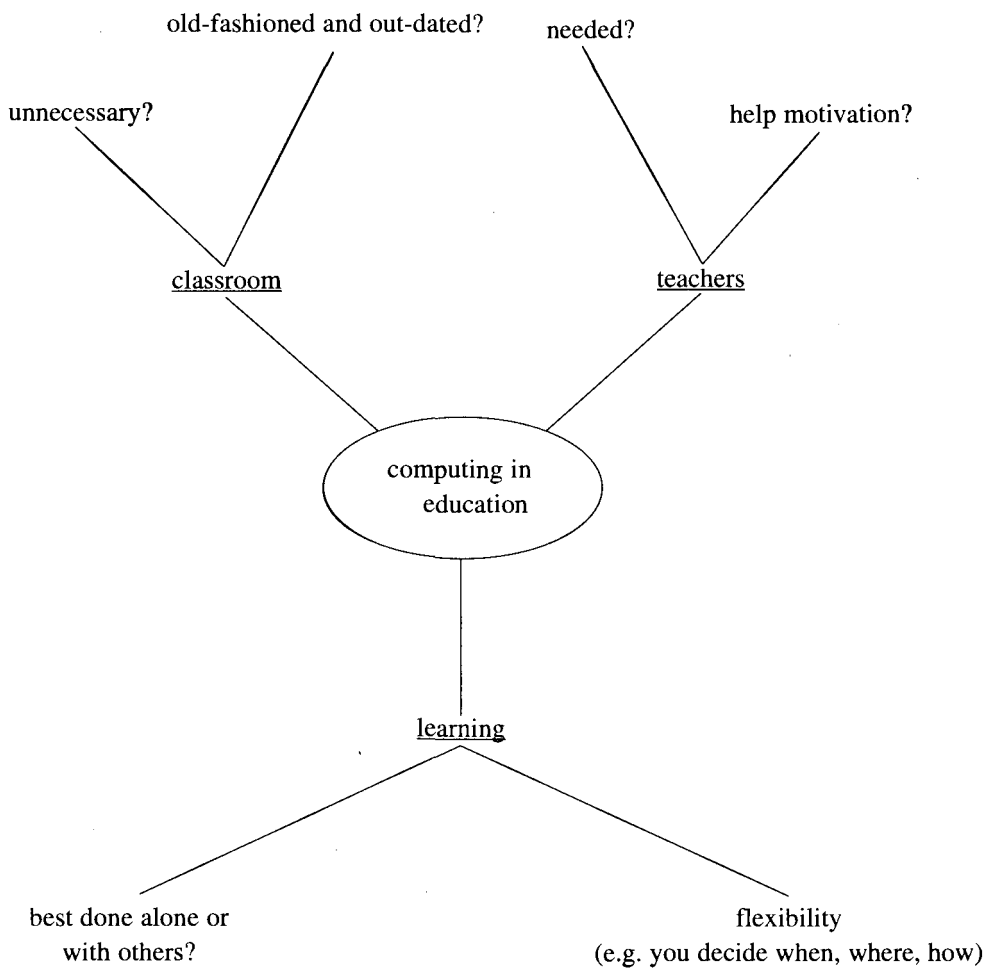 old-fashioned and out-dated?
needed?
unnecessary?
help motivation?
classroom
teachers
computing in
education
learning
best done alone or
with others?
flexibility
(e.g. you decide when, where, how)